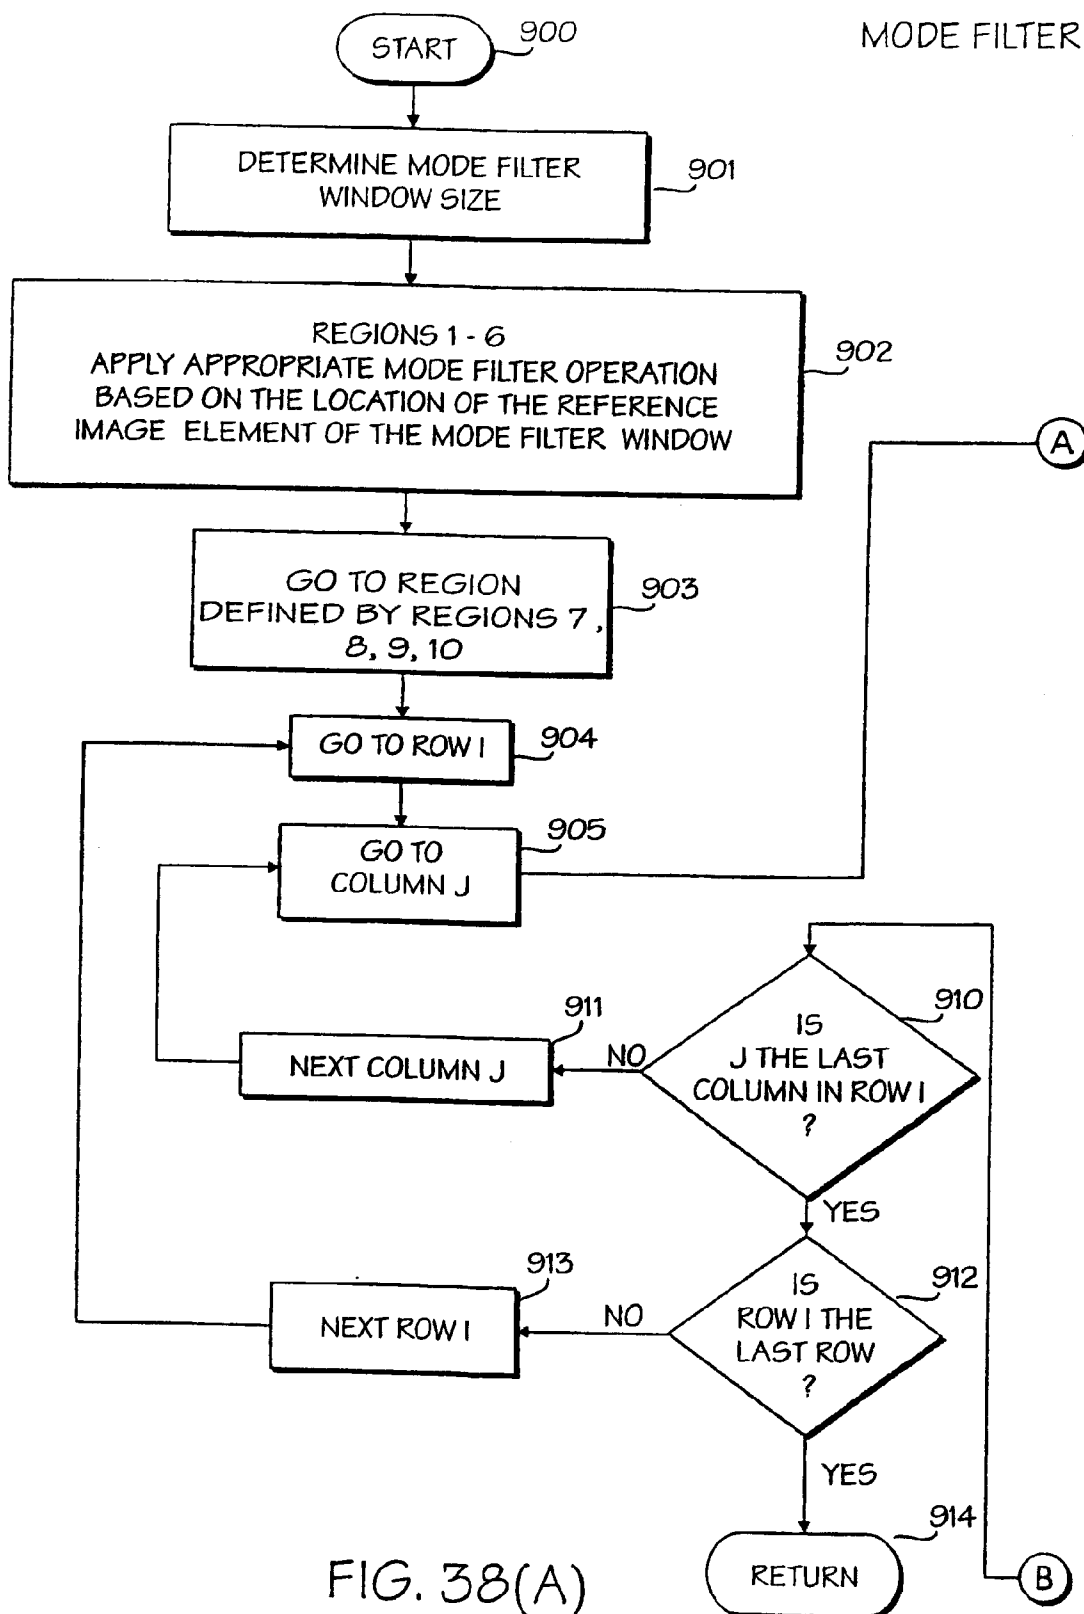 MODE FILTER
START
900
DETERMINE MODE FILTER
WINDOW SIZE
901
REGIONS 1 - 6
APPLY APPROPRIATE MODE FILTER OPERATION
BASED ON THE LOCATION OF THE REFERENCE
IMAGE ELEMENT OF THE MODE FILTER WINDOW
902
A
GO TO REGION
DEFINED BY REGIONS 7,
8, 9, 10
903
GO TO ROW I
904
GO TO
COLUMN J
905
IS
J THE LAST
COLUMN IN ROW I
?
910
NO
NEXT COLUMN J
911
YES
IS
ROW I THE
LAST ROW
?
912
NO
NEXT ROW I
913
YES
RETURN
914
B
FIG. 38(A)